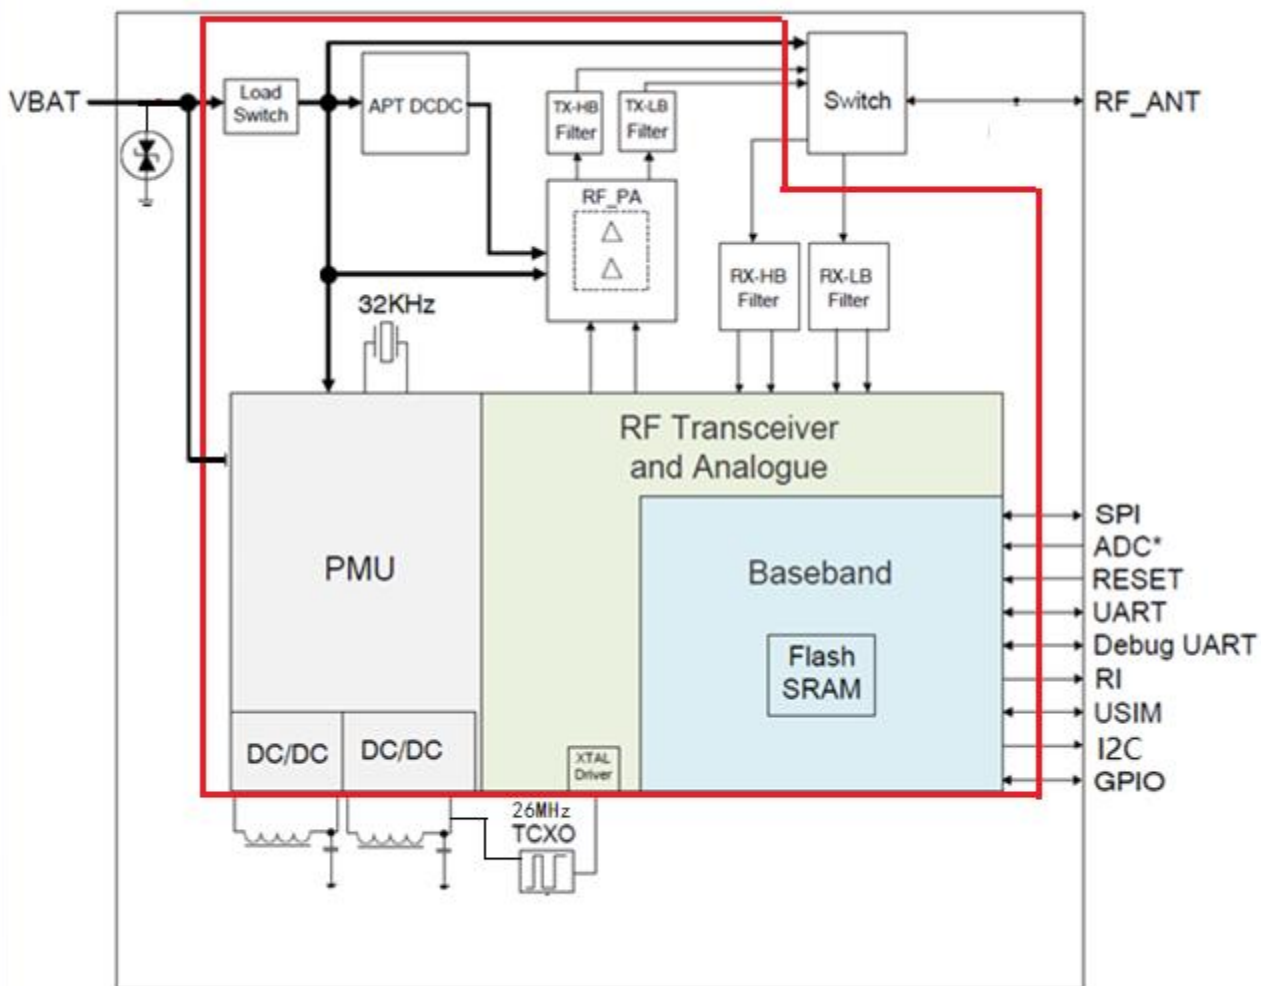 VBAT
Load
Switch
APT DCDC
TX-HB
Filter
TX-LB
Filter
Switch
RF_ANT
RF_PA
32KHz
RX-HB
Filter
RX-LB
Filter
RF Transceiver
and Analogue
PMU
Baseband
Flash
SRAM
DC/DC
DC/DC
XTAL
Driver
26MHz
TCXO
SPI
ADC*
RESET
UART
Debug UART
RI
USIM
I2C
GPIO